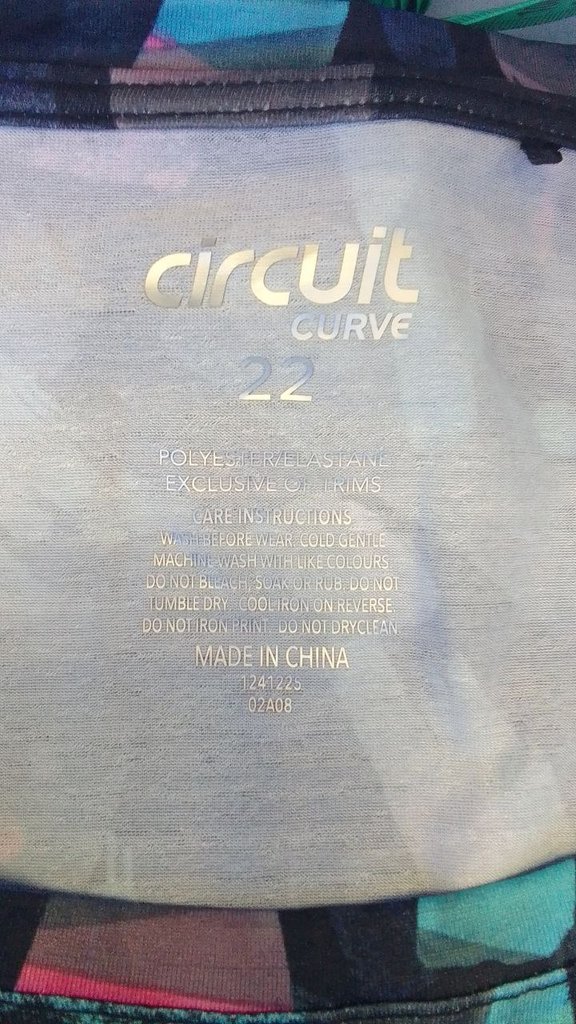 circuit
CURVE
22
POLYESTER/ELASTANE
EXCLUSIVE OF TRIMS
CARE INSTRUCTIONS
WASH BEFORE WEAR. COLD GENTLE
MACHINE WASH WITH LIKE COLOURS.
DO NOT BLEACH, SOAK OR RUB. DO NOT
TUMBLE DRY. COOL IRON ON REVERSE.
DO NOT IRON PRINT. DO NOT DRYCLEAN.
MADE IN CHINA
1241225
02A08